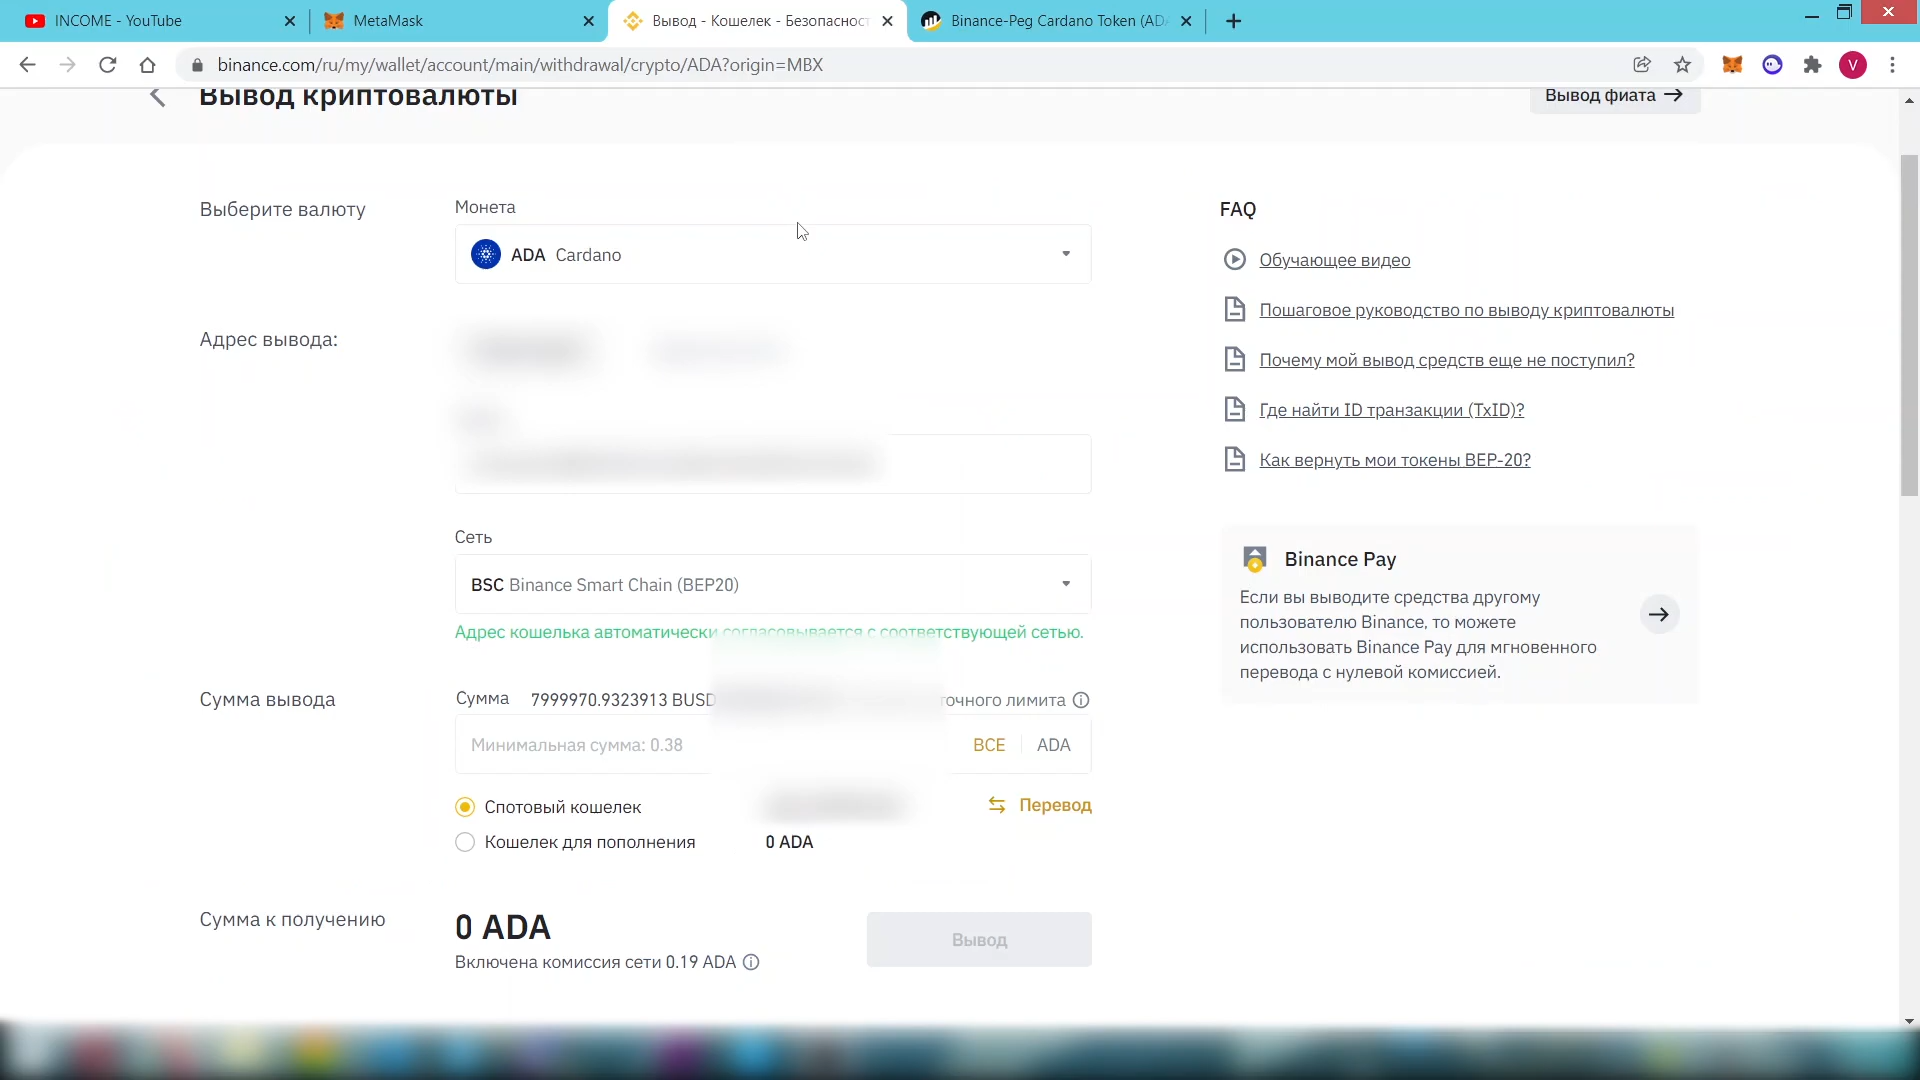 INCOME - YouTube
MetaMask
Вывод - Кошелек - Безопаснос
Binance-Peg Cardano Token (AD
binance.com/ru/my/wallet/account/main/withdrawal/crypto/ADA?origin=MBX
V
Вывод криптовалюты
Вывод фиата →
Выберите валюту
Монета
ADA Cardano
Адрес вывода:
Сеть
BSC Binance Smart Chain (BEP20)
Адрес кошелька автоматически согласовывается с соответствующей сетью.
Сумма вывода
Сумма 7999970.9323913 BUSD точного лимита
Минимальная сумма: 0.38
ВСЕ ADA
Спотовый кошелек
Перевод
Кошелек для пополнения 0 ADA
Сумма к получению
0 ADA
Включена комиссия сети 0.19 ADA
Вывод
FAQ
Обучающее видео
Пошаговое руководство по выводу криптовалюты
Почему мой вывод средств еще не поступил?
Где найти ID транзакции (TxID)?
Как вернуть мои токены BEP-20?
Binance Pay
Если вы выводите средства другому
пользователю Binance, то можете
использовать Binance Pay для мгновенного
перевода с нулевой комиссией.